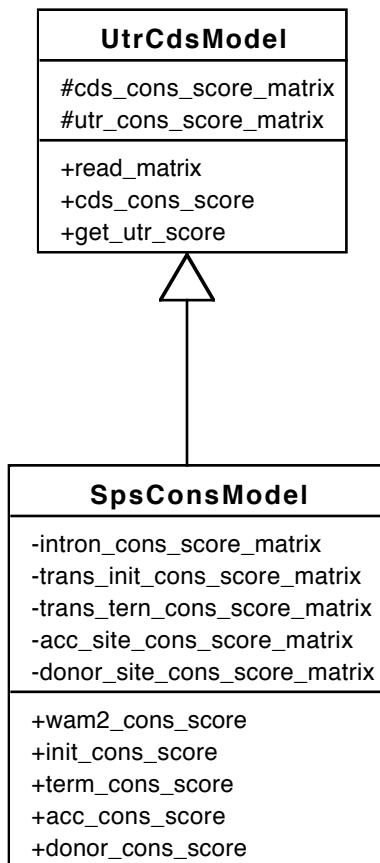 UtrCdsModel
#cds_cons_score_matrix
#utr_cons_score_matrix
+read_matrix
+cds_cons_score
+get_utr_score
SpsConsModel
-intron_cons_score_matrix
-trans_init_cons_score_matrix
-trans_tern_cons_score_matrix
-acc_site_cons_score_matrix
-donor_site_cons_score_matrix
+wam2_cons_score
+init_cons_score
+term_cons_score
+acc_cons_score
+donor_cons_score